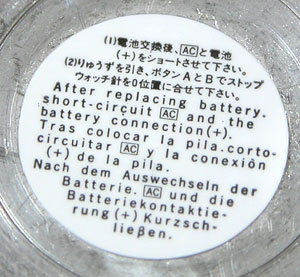 (1)電池交換後、ACと電池
(+)をショートさせて下さい。
(2)りゅうずを引き、ボタンAとBでストップ
ウォッチ針を0位置に合せて下さい。
After replacing battery.
short-circuit AC and the
battery connection(+).
Tras colocar la pila.corto-
circuitar AC y la conexiòn
(+) de la pila.
Nach dem Auswechseln der
Batterie. AC und die
Batteriekontaktie-
rung(+) Kurzsch-
ließen.